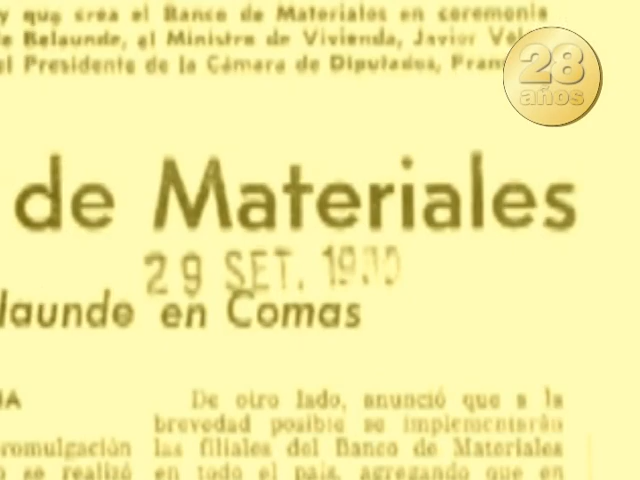 y que crea el Banco de Materiales en ceremonia
Belaunde, el Ministro de Vivienda, Javier
el Presidente de la Cámara de Diputados,
28
años
de Materiales
29 SET. 19
en Comas
De otro lado, anunció que a la
brevedad posible se implementarán
las filiales del Banco de Materiales
se realizó
en todo el país, agregando que en